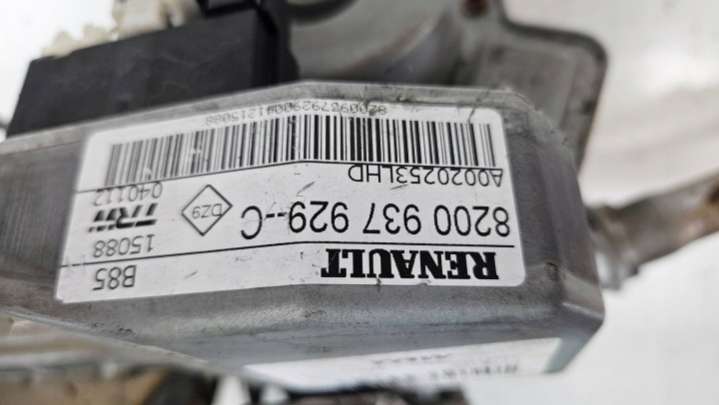 RENAULT B85
8200 937 929--C DZ9 15088
TRW
A0020253LHD 040112